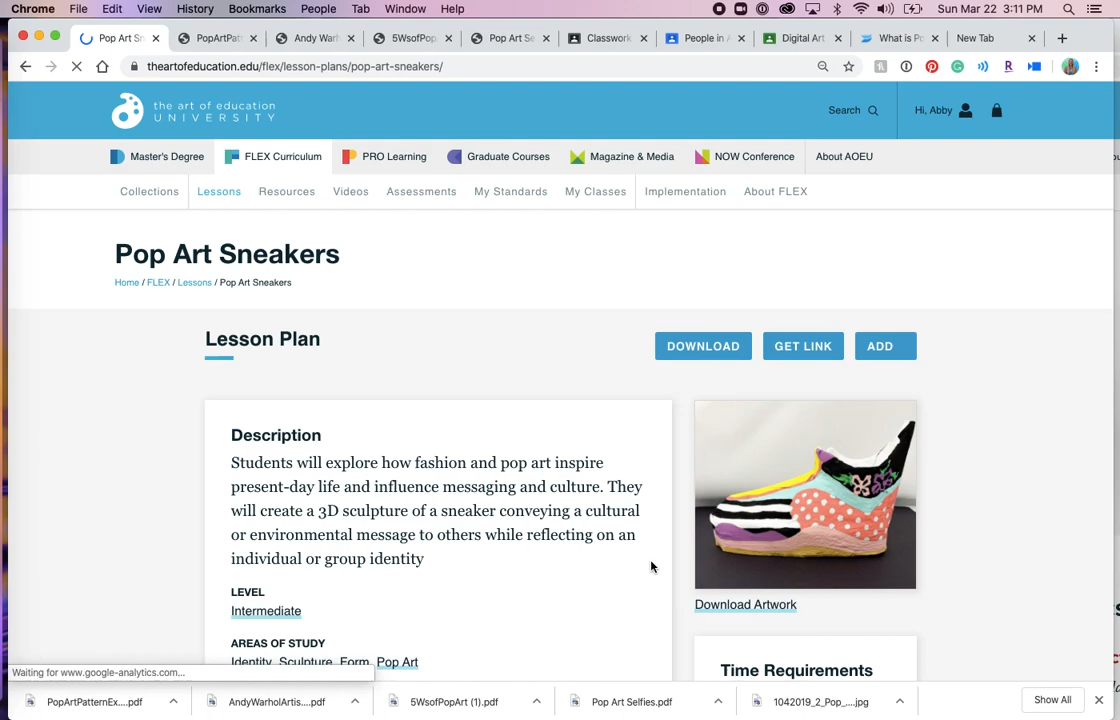 Chrome File Edit View History Bookmarks People Tab Window Help Sun Mar 22 3:11 PM
Pop Art Sn PopArtPat Andy Warh 5WsofPop Pop Art Se Classwork People in A Digital Art What is Po New Tab
theartofeducation.edu/flex/lesson-plans/pop-art-sneakers/
the art of education
UNIVERSITY
Search
Hi, Abby
Master's Degree FLEX Curriculum PRO Learning Graduate Courses Magazine & Media NOW Conference About AOEU
Collections Lessons Resources Videos Assessments My Standards My Classes Implementation About FLEX
Pop Art Sneakers
Home / FLEX / Lessons / Pop Art Sneakers
Lesson Plan
DOWNLOAD GET LINK ADD
Description
Students will explore how fashion and pop art inspire
present-day life and influence messaging and culture. They
will create a 3D sculpture of a sneaker conveying a cultural
or environmental message to others while reflecting on an
individual or group identity
LEVEL
Intermediate
AREAS OF STUDY
Identity Sculpture Form Pop Art
Download Artwork
Time Requirements
Waiting for www.google-analytics.com...
PopArtPatternEx....pdf AndyWarholArtis....pdf 5WsofPopArt (1).pdf Pop Art Selfies.pdf 1042019_2_Pop_....jpg Show All